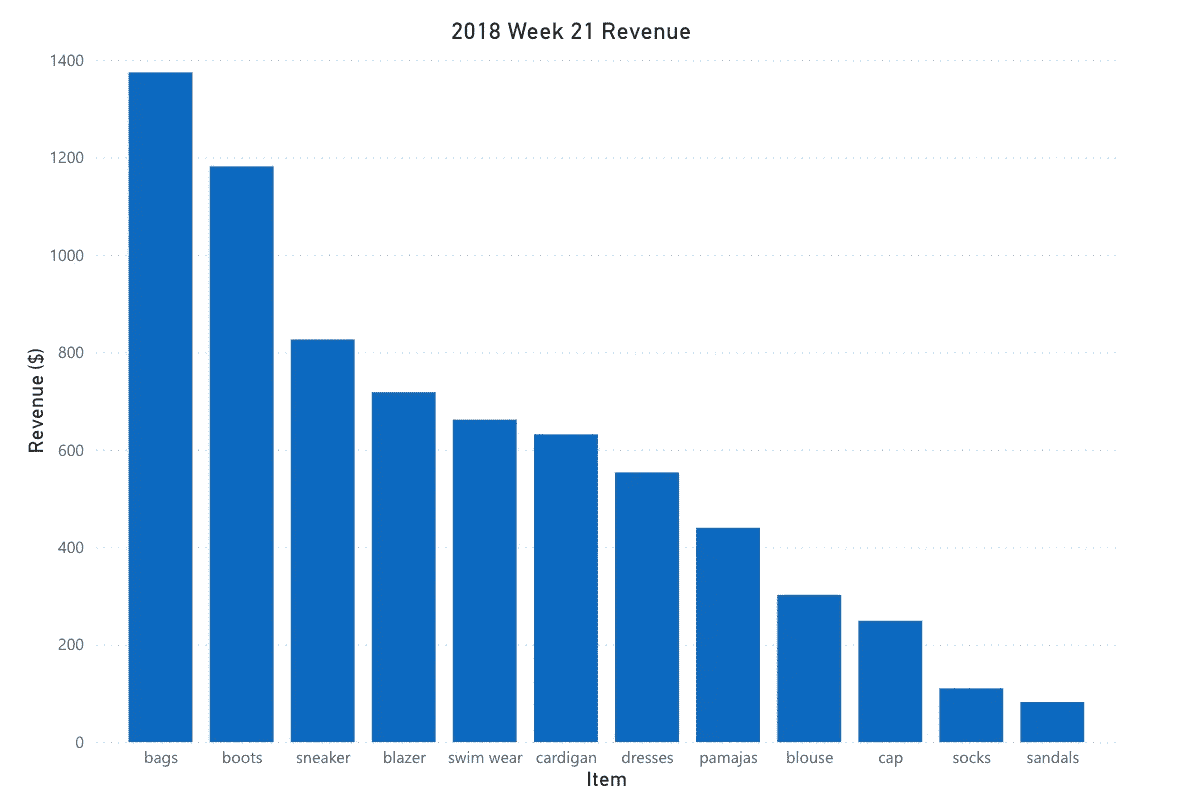 2018 Week 21 Revenue
1400
1200
1000
800
600
400
200
0
Revenue ($)
bags boots sneaker blazer swim wear cardigan dresses pamajas blouse cap socks sandals
Item